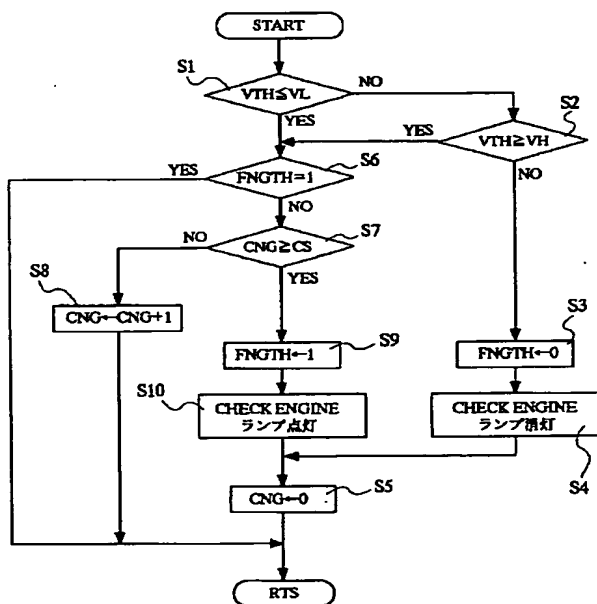 START
S1
VTH≦VL
NO
YES
S2
VTH≧VH
YES
NO
S6
FNGTH=1
YES
NO
S7
CNG≧CS
NO
YES
S8
CNG←CNG+1
S9
FNGTH←1
S3
FNGTH←0
S10
CHECK ENGINE
ランプ点灯
CHECK ENGINE
ランプ消灯
S4
S5
CNG←0
RTS